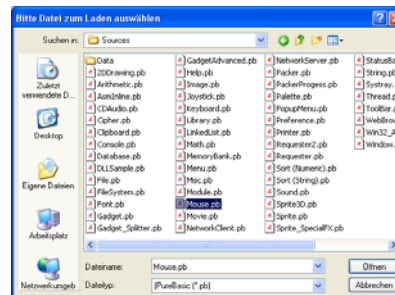 Bitte Datei zum Laden auswählen
Suchen in: Sources
Zuletzt verwendete D...
Desktop
Eigene Dateien
Arbeitsplatz
Netzwerkumgeb
Data
2DDrawing.pb
Arithmetic.pb
AsmInline.pb
CDAudio.pb
Cipher.pb
Clipboard.pb
Console.pb
Database.pb
DLLSample.pb
File.pb
FileSystem.pb
Font.pb
Gadget.pb
Gadget_Splitter.pb
GadgetAdvanced.pb
Help.pb
Image.pb
Joystick.pb
Keyboard.pb
Library.pb
LinkedList.pb
Math.pb
MemoryBank.pb
Menu.pb
Misc.pb
Module.pb
Mouse.pb
Movie.pb
NetworkClient.pb
NetworkServer.pb
Packer.pb
PackerProgess.pb
Palette.pb
PopupMenu.pb
Preference.pb
Printer.pb
Requester2.pb
Requester.pb
Sort (Numeric).pb
Sort (String).pb
Sound.pb
Sprite3D.pb
Sprite.pb
Sprite_SpecialFX.pb
StatusBa
String.pb
Systray.
Thread.p
ToolBar.
WebBrow
Win32_A
Window.
Dateiname: Mouse.pb Öffnen
Dateityp: (PureBasic (*.pb) Abbrechen